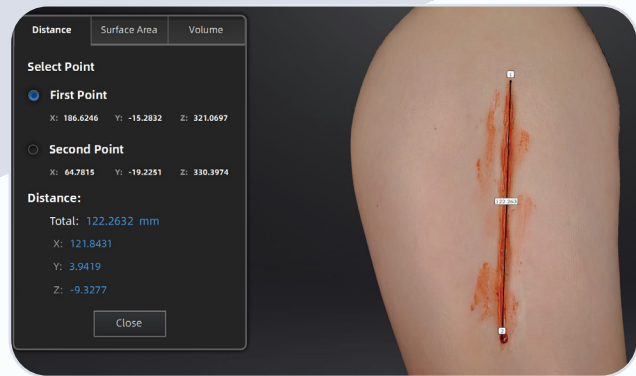 Distance Surface Area Volume
Select Point
First Point
X: 186.6246 Y: -15.2832 Z: 321.0697
Second Point
X: 64.7815 Y: -19.2251 Z: 330.3974
Distance:
Total: 122.2632 mm
X: 121.8431
Y: 3.9419
Z: -9.3277
Close
1
122.263
2